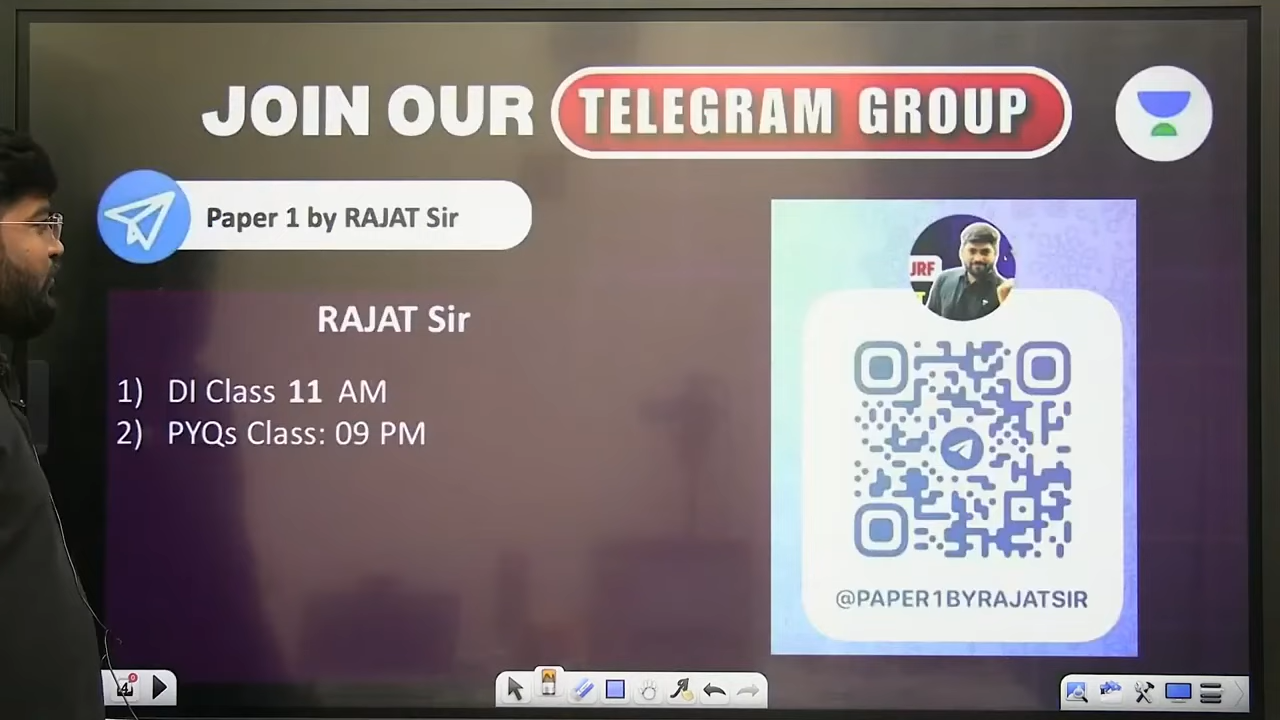 JOIN OUR TELEGRAM GROUP
Paper 1 by RAJAT Sir
RAJAT Sir
1) DI Class 11 AM
2) PYQs Class: 09 PM
JRF
@PAPER1BYRAJATSIR
4